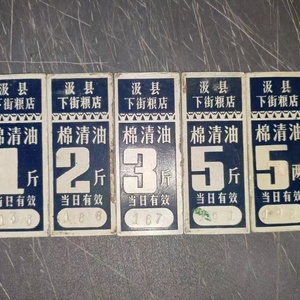 汲县
下街粮店
棉清油
1斤
当日有效
汲县
下街粮店
棉清油
2斤
当日有效
186
汲县
下街粮店
棉清油
3斤
当日有效
167
汲县
下街粮店
棉清油
5斤
当日有效
汲县
下街粮店
棉清油
5两
当日有效